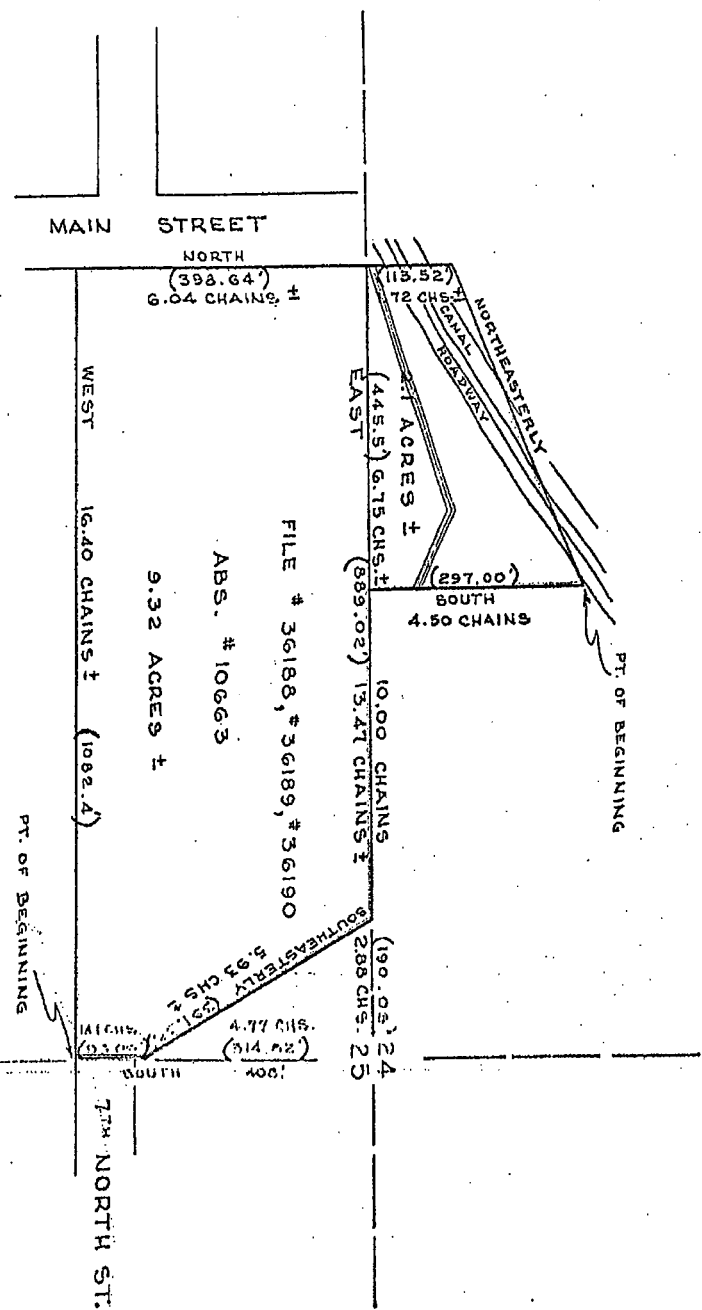 MAIN STREET
NORTH
(398.64')
6.04 CHAINS ±
(113.52')
72 CHS. ±
CANAL
ROADWAY
NORTHEASTERLY
ACRES ±
EAST
(445.5') 6.75 CHS. ±
(297.00')
SOUTH
4.50 CHAINS
PT. OF BEGINNING
10.00 CHAINS
(889.02') 13.47 CHAINS ±
WEST 16.40 CHAINS ± (1082.4')
FILE # 36188, # 36189, # 36190
ABS. # 10663
9.32 ACRES ±
SOUTHEASTERLY
5.93 CHS ±
(190.08') 24
2.88 CHS. 25
4.77 CHS.
(314.82')
SOUTH
PT. OF BEGINNING
7TH NORTH ST.